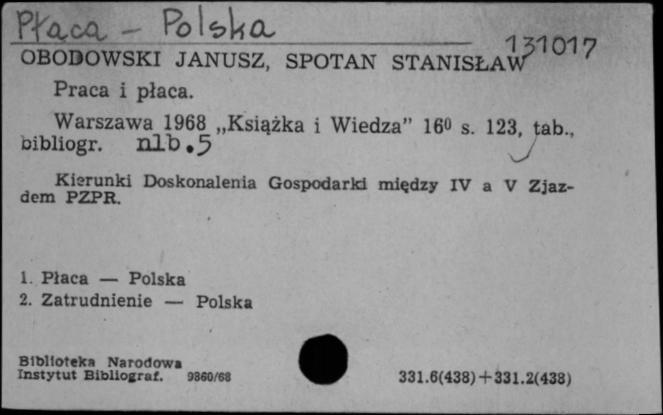 Płaca - Polska
131017
OBODOWSKI JANUSZ, SPOTAN STANISŁAW
Praca i płaca.
Warszawa 1968 „Książka i Wiedza” 16⁰ s. 123, tab.,
bibliogr. nlb.5
Kierunki Doskonalenia Gospodarki między IV a V Zjaz-
dem PZPR.
1. Płaca — Polska
2. Zatrudnienie — Polska
Biblioteka Narodowa
Instytut Bibliograf. 9860/68
331.6(438)+331.2(438)